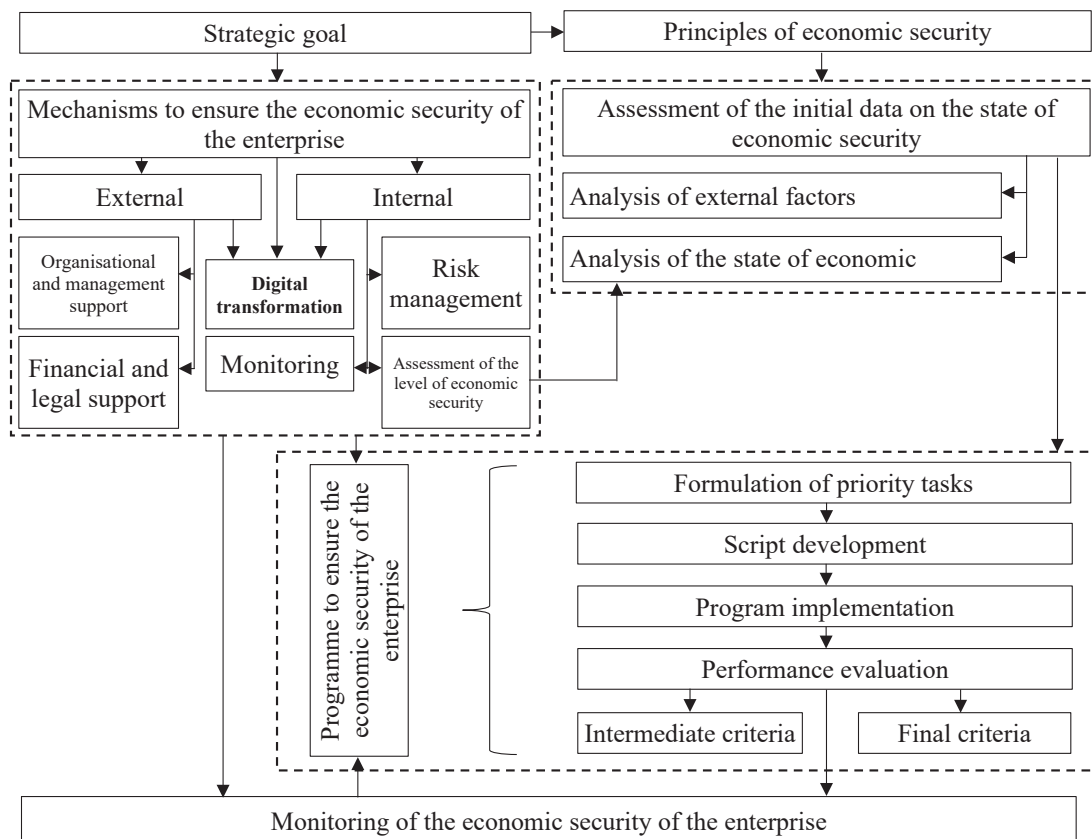 Strategic goal
Principles of economic security
Mechanisms to ensure the economic security of
the enterprise
Assessment of the initial data on the state of
economic security
External
Internal
Analysis of external factors
Organisational
and management
support
Digital
transformation
Risk
management
Analysis of the state of economic
Financial and
legal support
Monitoring
Assessment of the
level of economic
security
Programme to ensure the
economic security of the
enterprise
Formulation of priority tasks
Script development
Program implementation
Performance evaluation
Intermediate criteria
Final criteria
Monitoring of the economic security of the enterprise